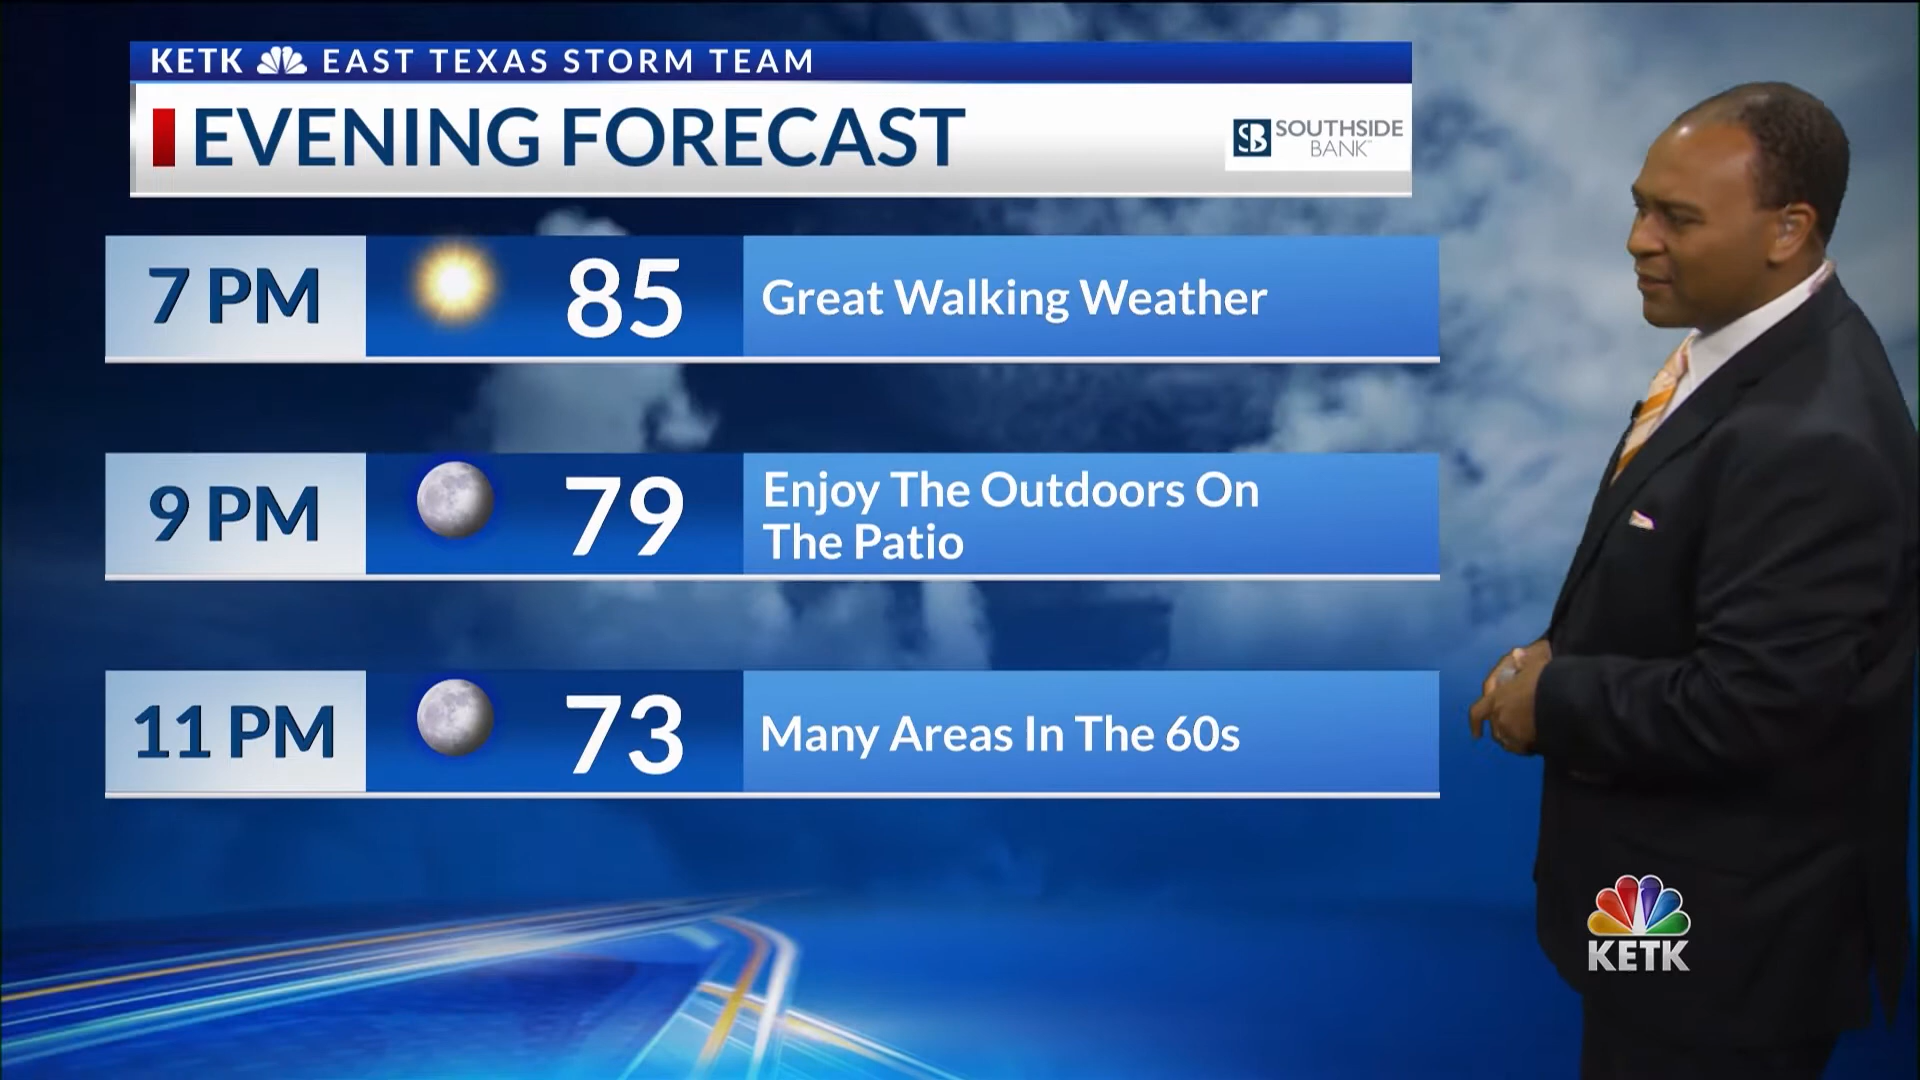 KETK EAST TEXAS STORM TEAM
EVENING FORECAST
SB SOUTHSIDE
BANK
7 PM 85 Great Walking Weather
9 PM 79 Enjoy The Outdoors On
The Patio
11 PM 73 Many Areas In The 60s
KETK